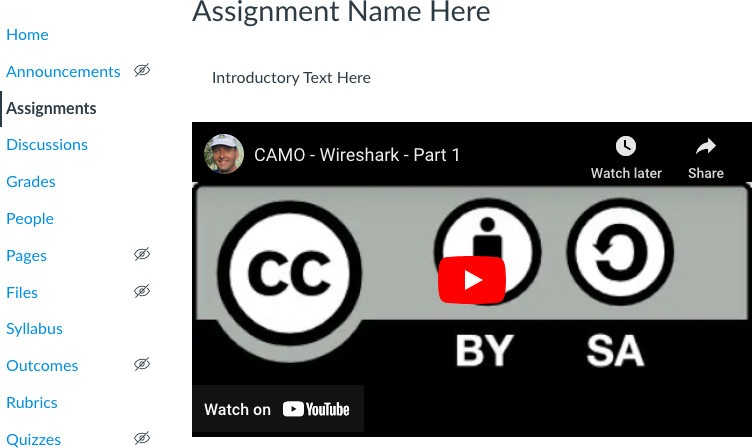 Assignment Name Here
Home
Announcements
Assignments
Discussions
Grades
People
Pages
Files
Syllabus
Outcomes
Rubrics
Quizzes
Introductory Text Here
CAMO - Wireshark - Part 1
Watch later
Share
CC
BY SA
Watch on YouTube